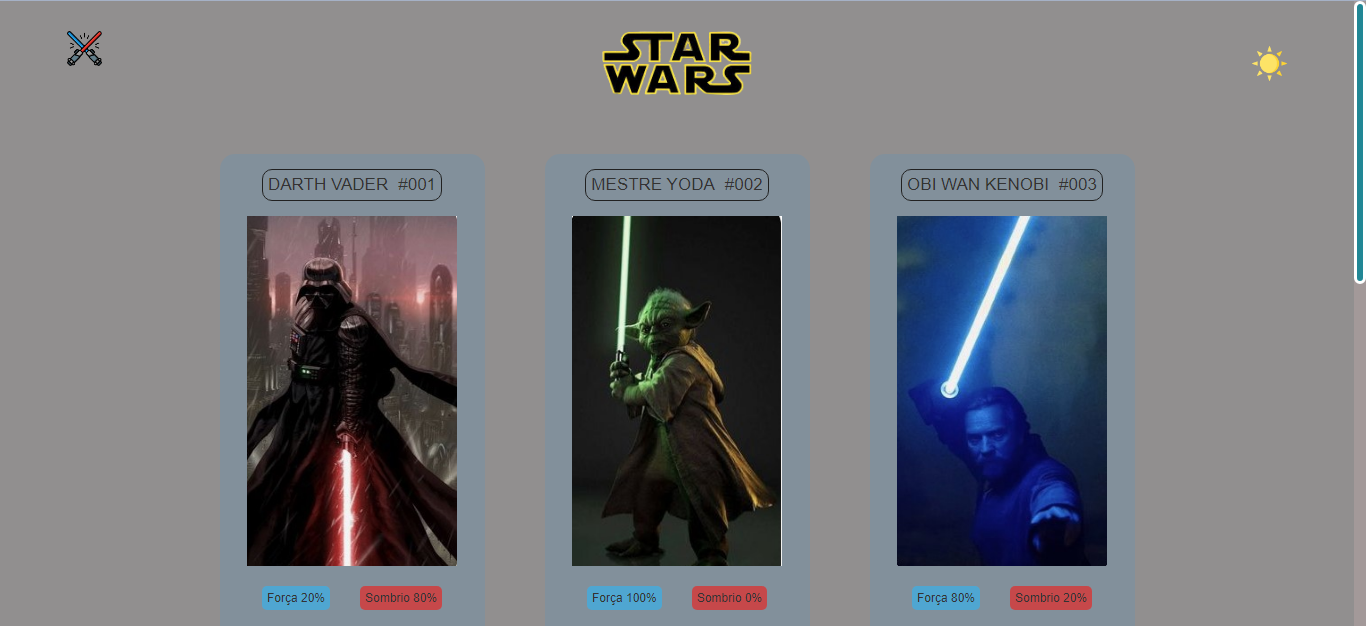 STAR
WARS
DARTH VADER #001
MESTRE YODA #002
OBI WAN KENOBI #003
Força 20%
Sombrio 80%
Força 100%
Sombrio 0%
Força 80%
Sombrio 20%